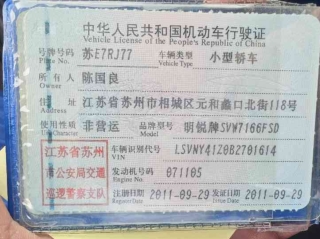 中华人民共和国机动车行驶证
Vehicle License of the People's Republic of China
号牌号码 苏E7RJ77 车辆类型 小型轿车
Plate No. Vehicle Type
所有人 陈国良
Owner
住址 江苏省苏州市相城区元和蠡口北街118号
Address
使用性质 非营运 品牌型号 明锐牌SVW7166FSD
Use Character Model
江苏省苏州 车辆识别代号 LSVNY41Z0B2701614
VIN
市公安局交通 发动机号码 071105
Engine No.
巡逻警察支队 注册日期 2011-09-29 发证日期 2011-09-29
Register Date Issue Date